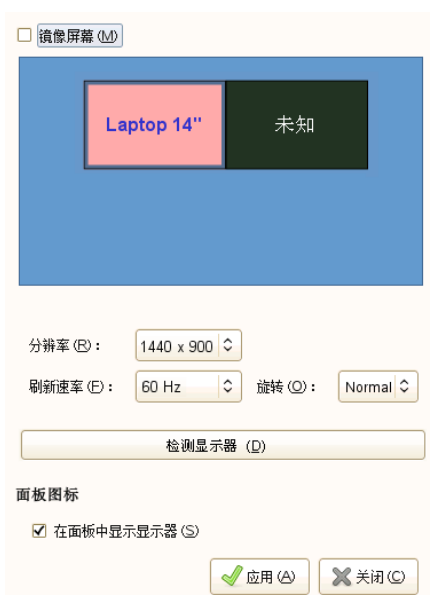 镜像屏幕 (M)
Laptop 14" 未知
分辨率 (R)： 1440 x 900
刷新速率 (F)： 60 Hz 旋转 (O)： Normal
检测显示器 (D)
面板图标
在面板中显示显示器 (S)
应用 (A) 关闭 (C)